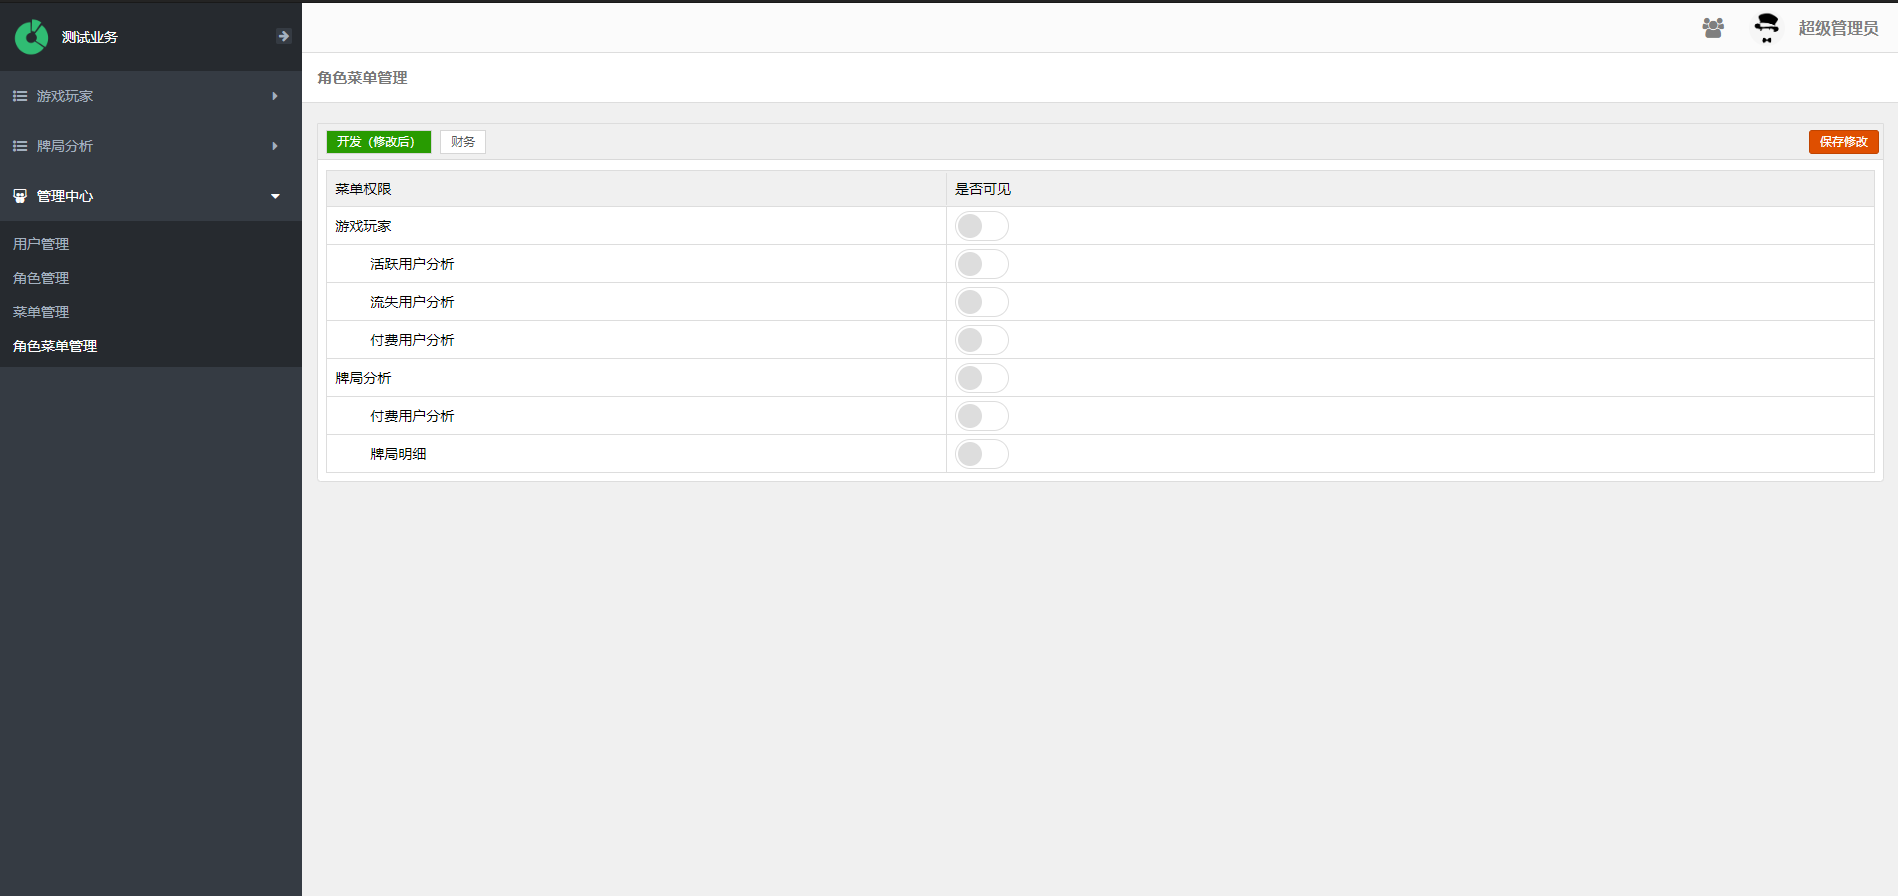 测试业务
超级管理员
游戏玩家
牌局分析
管理中心
用户管理
角色管理
菜单管理
角色菜单管理
角色菜单管理
开发（修改后） 财务 保存修改
菜单权限 是否可见
游戏玩家
活跃用户分析
流失用户分析
付费用户分析
牌局分析
付费用户分析
牌局明细